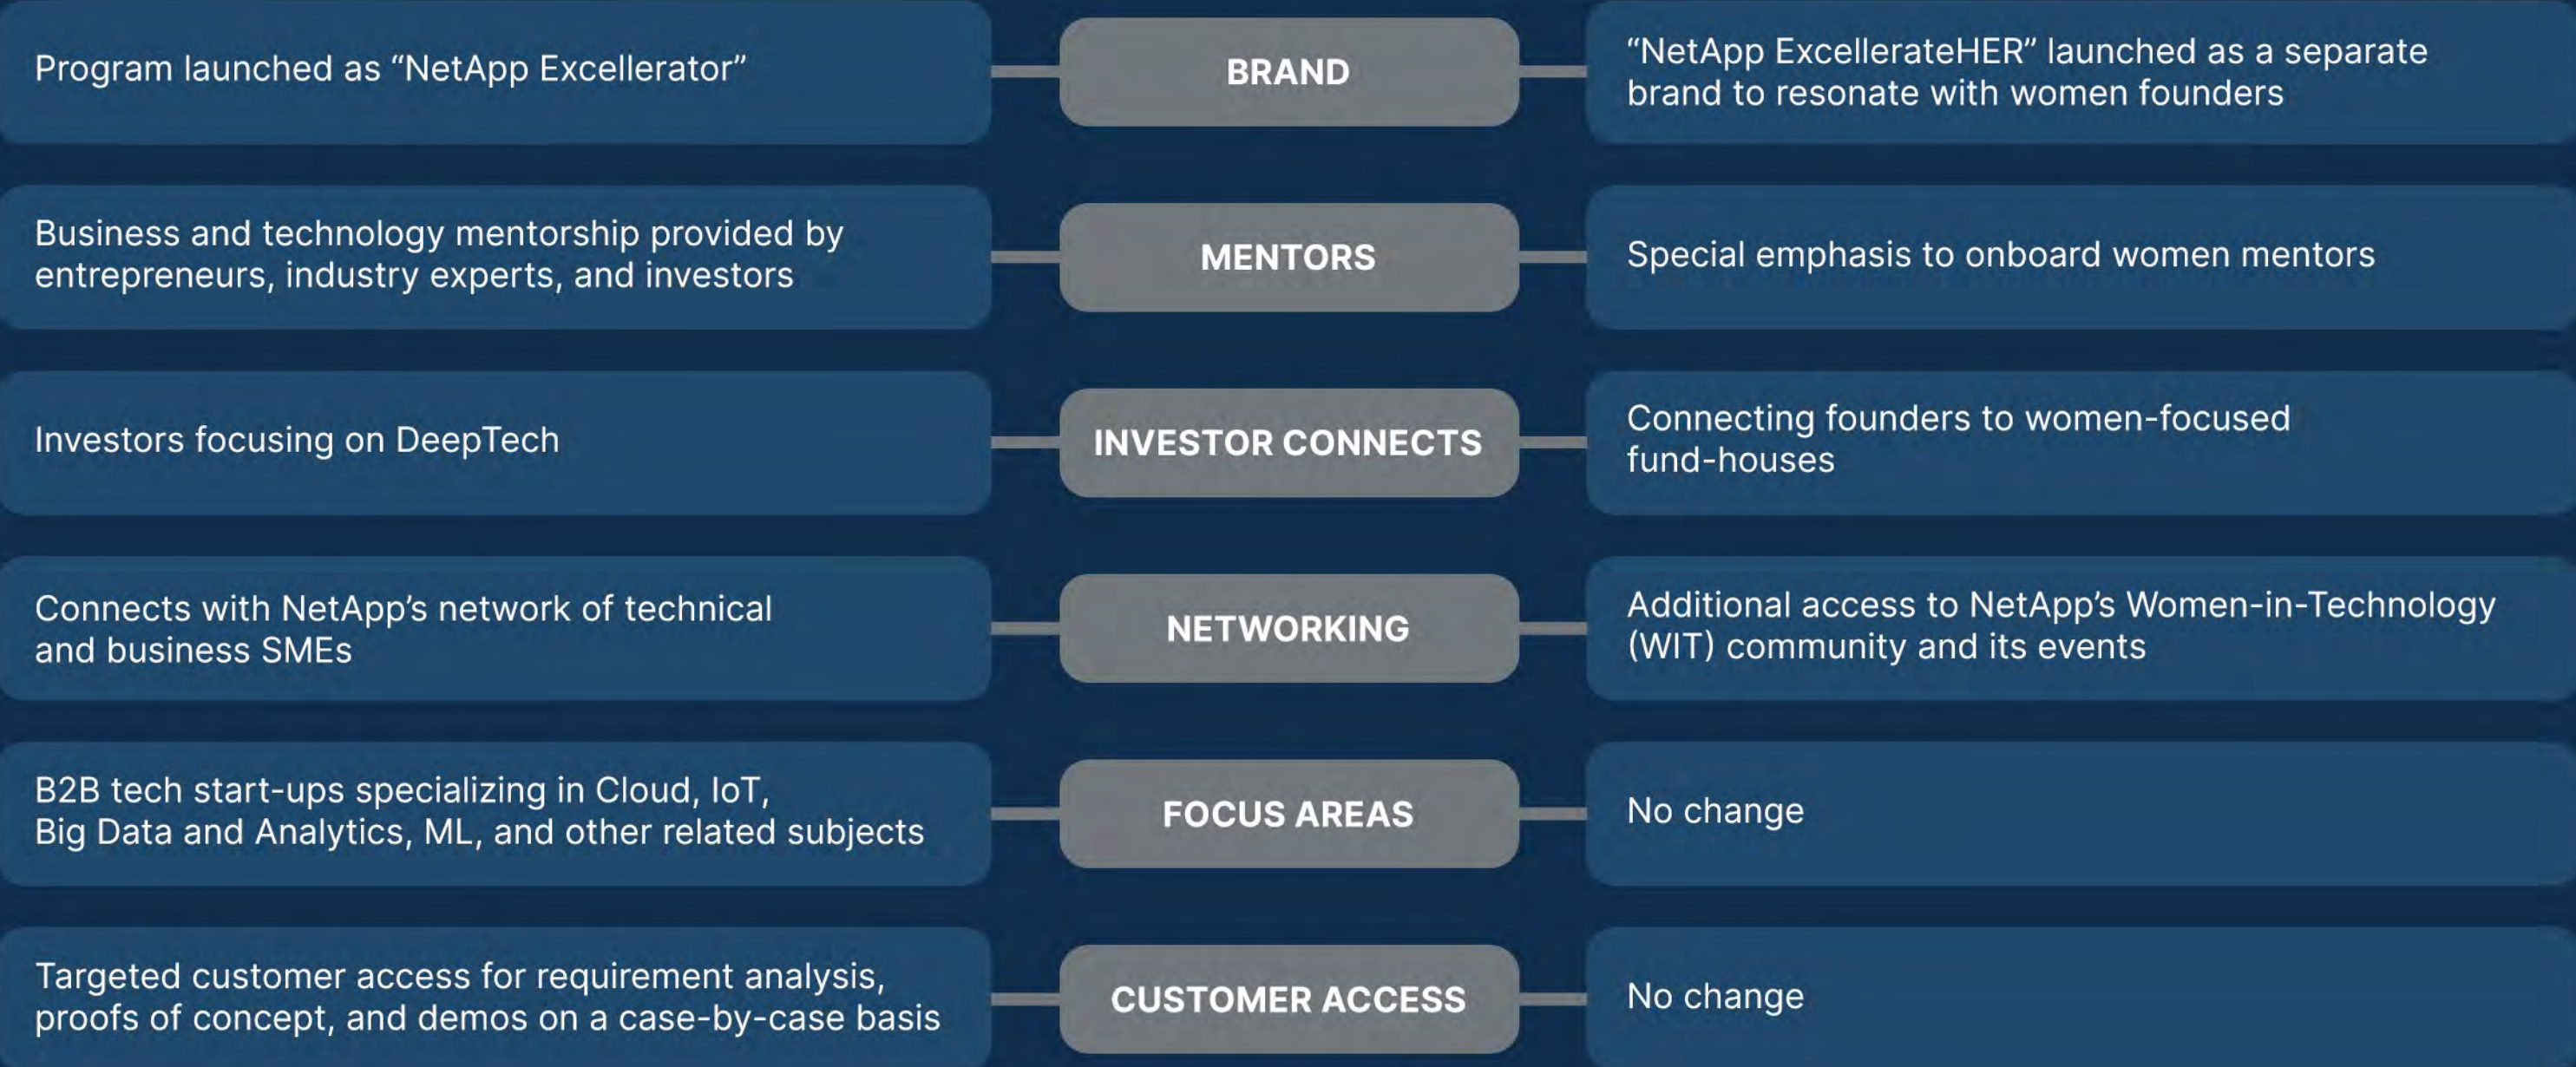 Program launched as “NetApp Excellerator”
BRAND
“NetApp ExcellerateHER” launched as a separate
brand to resonate with women founders
Business and technology mentorship provided by
entrepreneurs, industry experts, and investors
MENTORS
Special emphasis to onboard women mentors
Investors focusing on DeepTech
INVESTOR CONNECTS
Connecting founders to women-focused
fund-houses
Connects with NetApp’s network of technical
and business SMEs
NETWORKING
Additional access to NetApp’s Women-in-Technology
(WIT) community and its events
B2B tech start-ups specializing in Cloud, IoT,
Big Data and Analytics, ML, and other related subjects
FOCUS AREAS
No change
Targeted customer access for requirement analysis,
proofs of concept, and demos on a case-by-case basis
CUSTOMER ACCESS
No change